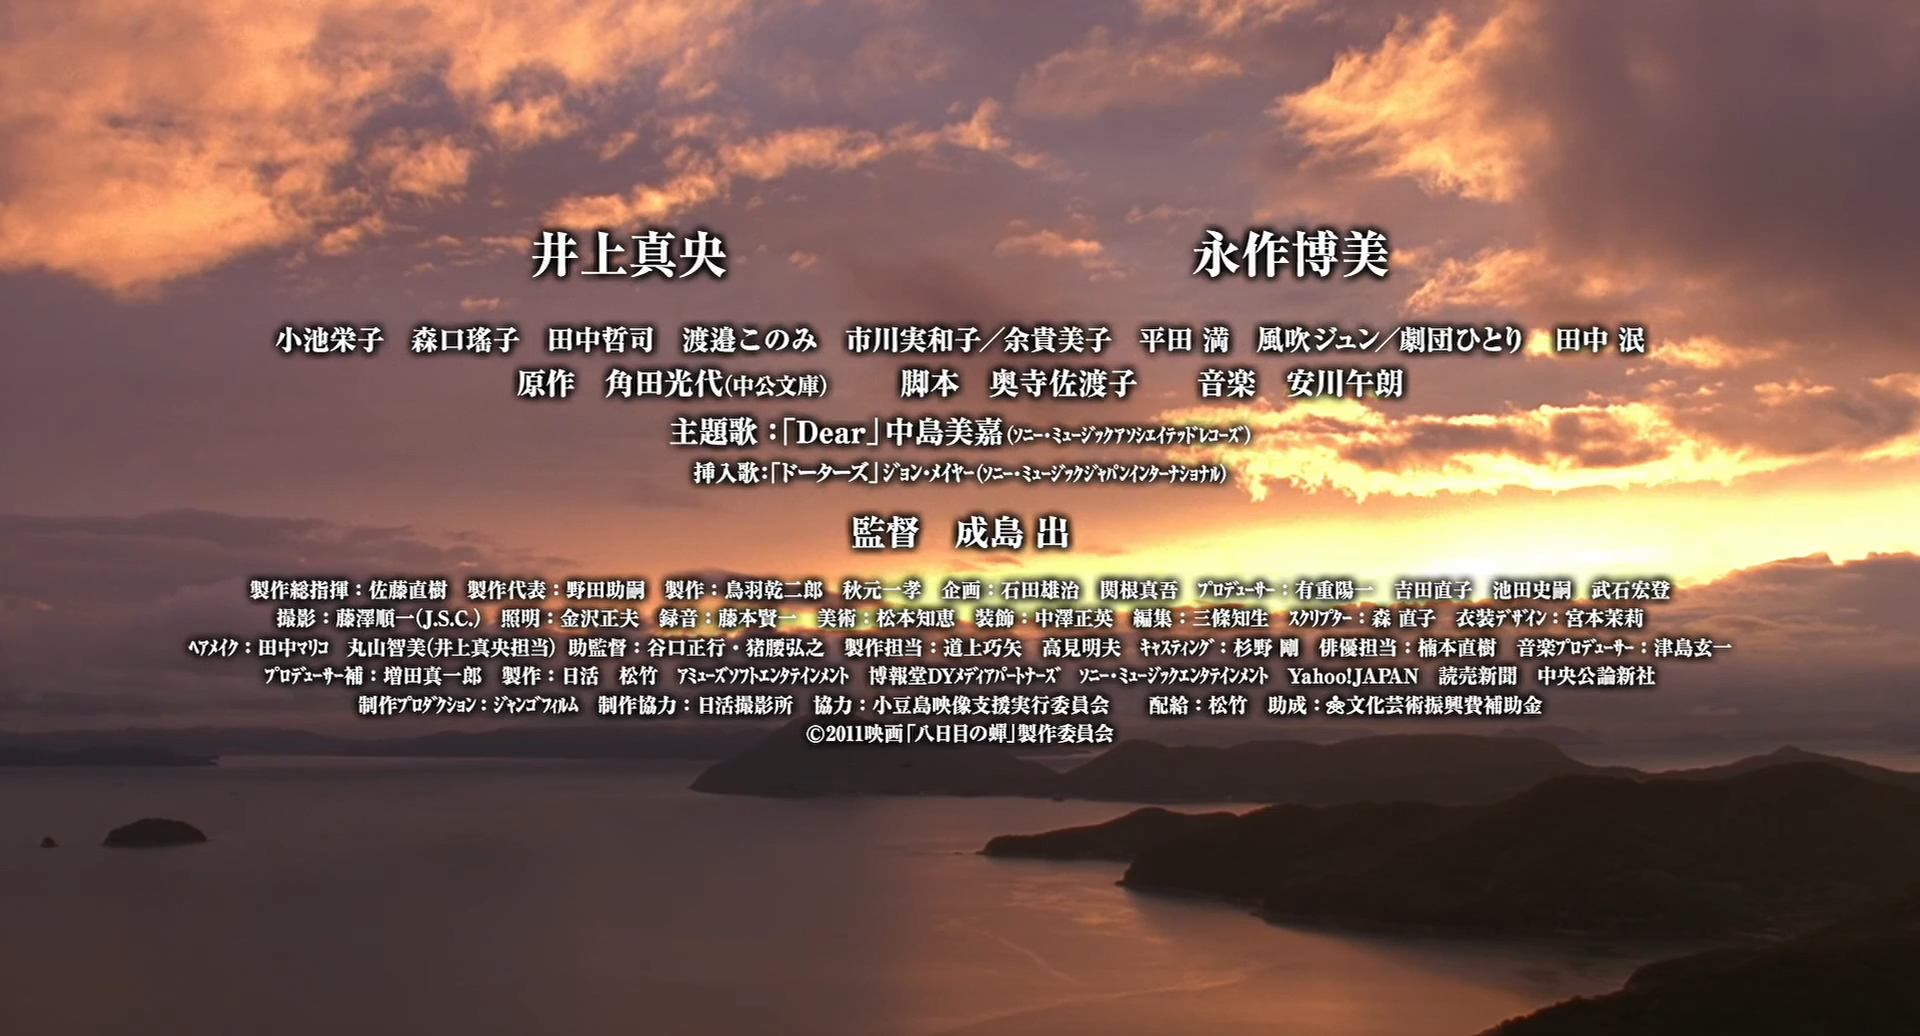 井上真央　永作博美
小池栄子　森口瑤子　田中哲司　渡邉このみ　市川実和子／余貴美子　平田 満　風吹ジュン／劇団ひとり　田中 泯
原作　角田光代(中公文庫)　脚本　奥寺佐渡子　音楽　安川午朗
主題歌：「Dear」中島美嘉(ソニー・ミュージックアソシエイテッドレコーズ)
挿入歌：「ドーターズ」ジョン・メイヤー(ソニー・ミュージックジャパンインターナショナル)
監督　成島 出
製作総指揮：佐藤直樹　製作代表：野田助嗣　製作：鳥羽乾二郎　秋元一孝　企画：石田雄治　関根真吾　プロデューサー：有重陽一　吉田直子　池田史嗣　武石宏登
撮影：藤澤順一(J.S.C.)　照明：金沢正夫　録音：藤本賢一　美術：松本知恵　装飾：中澤正英　編集：三條知生　スクリプター：森 直子　衣装デザイン：宮本茉莉
ヘアメイク：田中マリコ　丸山智美(井上真央担当)　助監督：谷口正行・猪腰弘之　製作担当：道上巧矢　高見明夫　キャスティング：杉野 剛　俳優担当：楠本直樹　音楽プロデューサー：津島玄一
プロデューサー補：増田真一郎　製作：日活　松竹　アミューズソフトエンタテインメント　博報堂DYメディアパートナーズ　ソニー・ミュージックエンタテインメント　Yahoo!JAPAN　読売新聞　中央公論新社
制作プロダクション：ジャンゴフィルム　制作協力：日活撮影所　協力：小豆島映像支援実行委員会　配給：松竹　助成：文化芸術振興費補助金
©2011映画「八日目の蟬」製作委員会